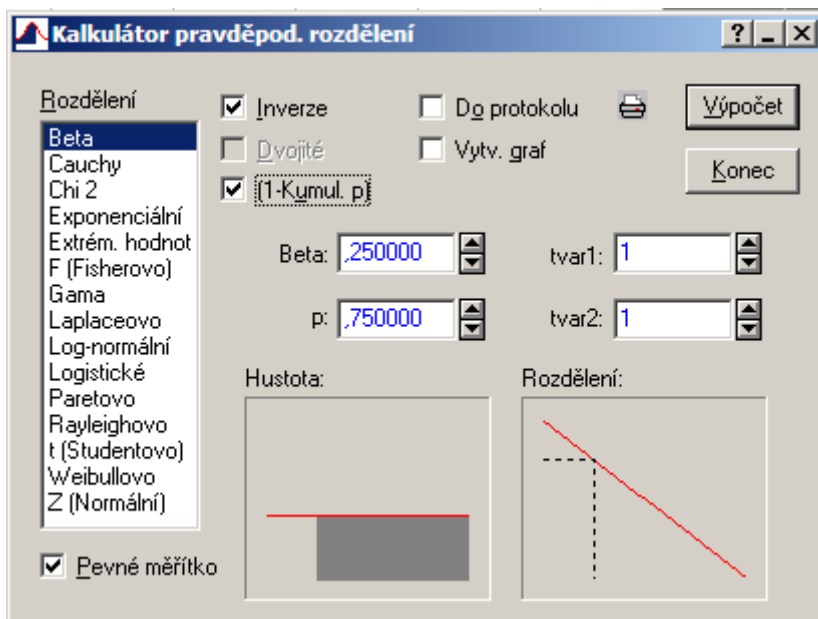 Kalkulátor pravděpod. rozdělení
Rozdělení
Beta
Cauchy
Chi 2
Exponenciální
Extrém. hodnot
F (Fisherovo)
Gama
Laplaceovo
Log-normální
Logistické
Paretovo
Rayleighovo
t (Studentovo)
Weibullovo
Z (Normální)
Pevné měřítko
Inverze
Dvojité
(1-Kumul. p)
Do protokolu
Vytv. graf
Výpočet
Konec
Beta: ,250000
tvar1: 1
p: ,750000
tvar2: 1
Hustota:
Rozdělení: